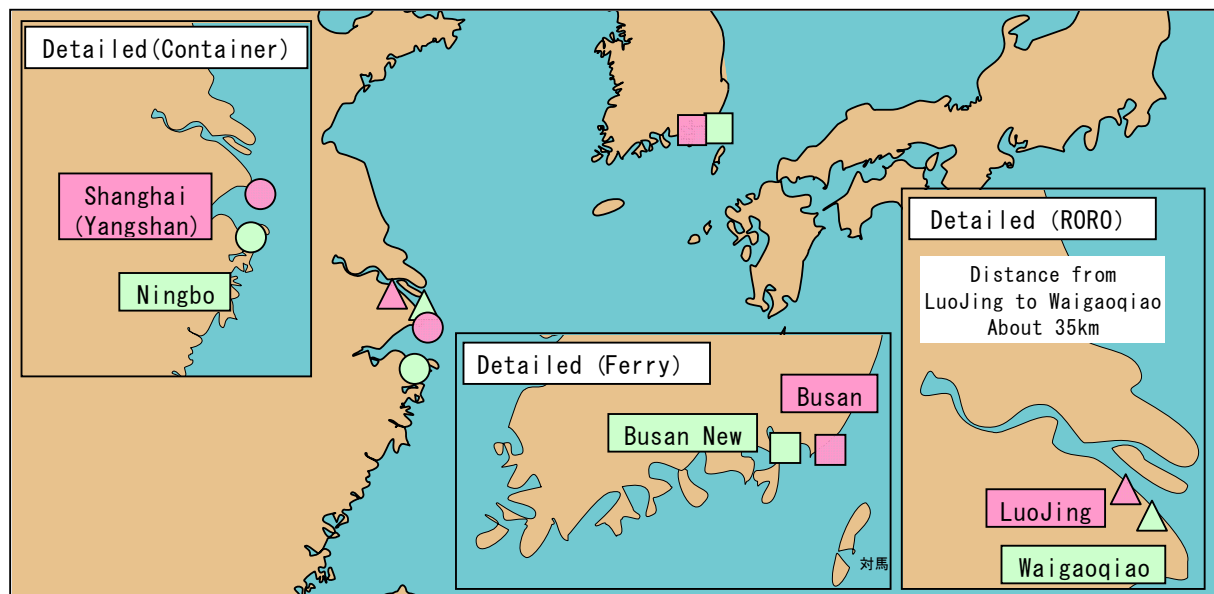 Detailed(Container)
Shanghai
(Yangshan)
Ningbo
Detailed (Ferry)
Busan
Busan New
対馬
Detailed (RORO)
Distance from
LuoJing to Waigaoqiao
About 35km
LuoJing
Waigaoqiao